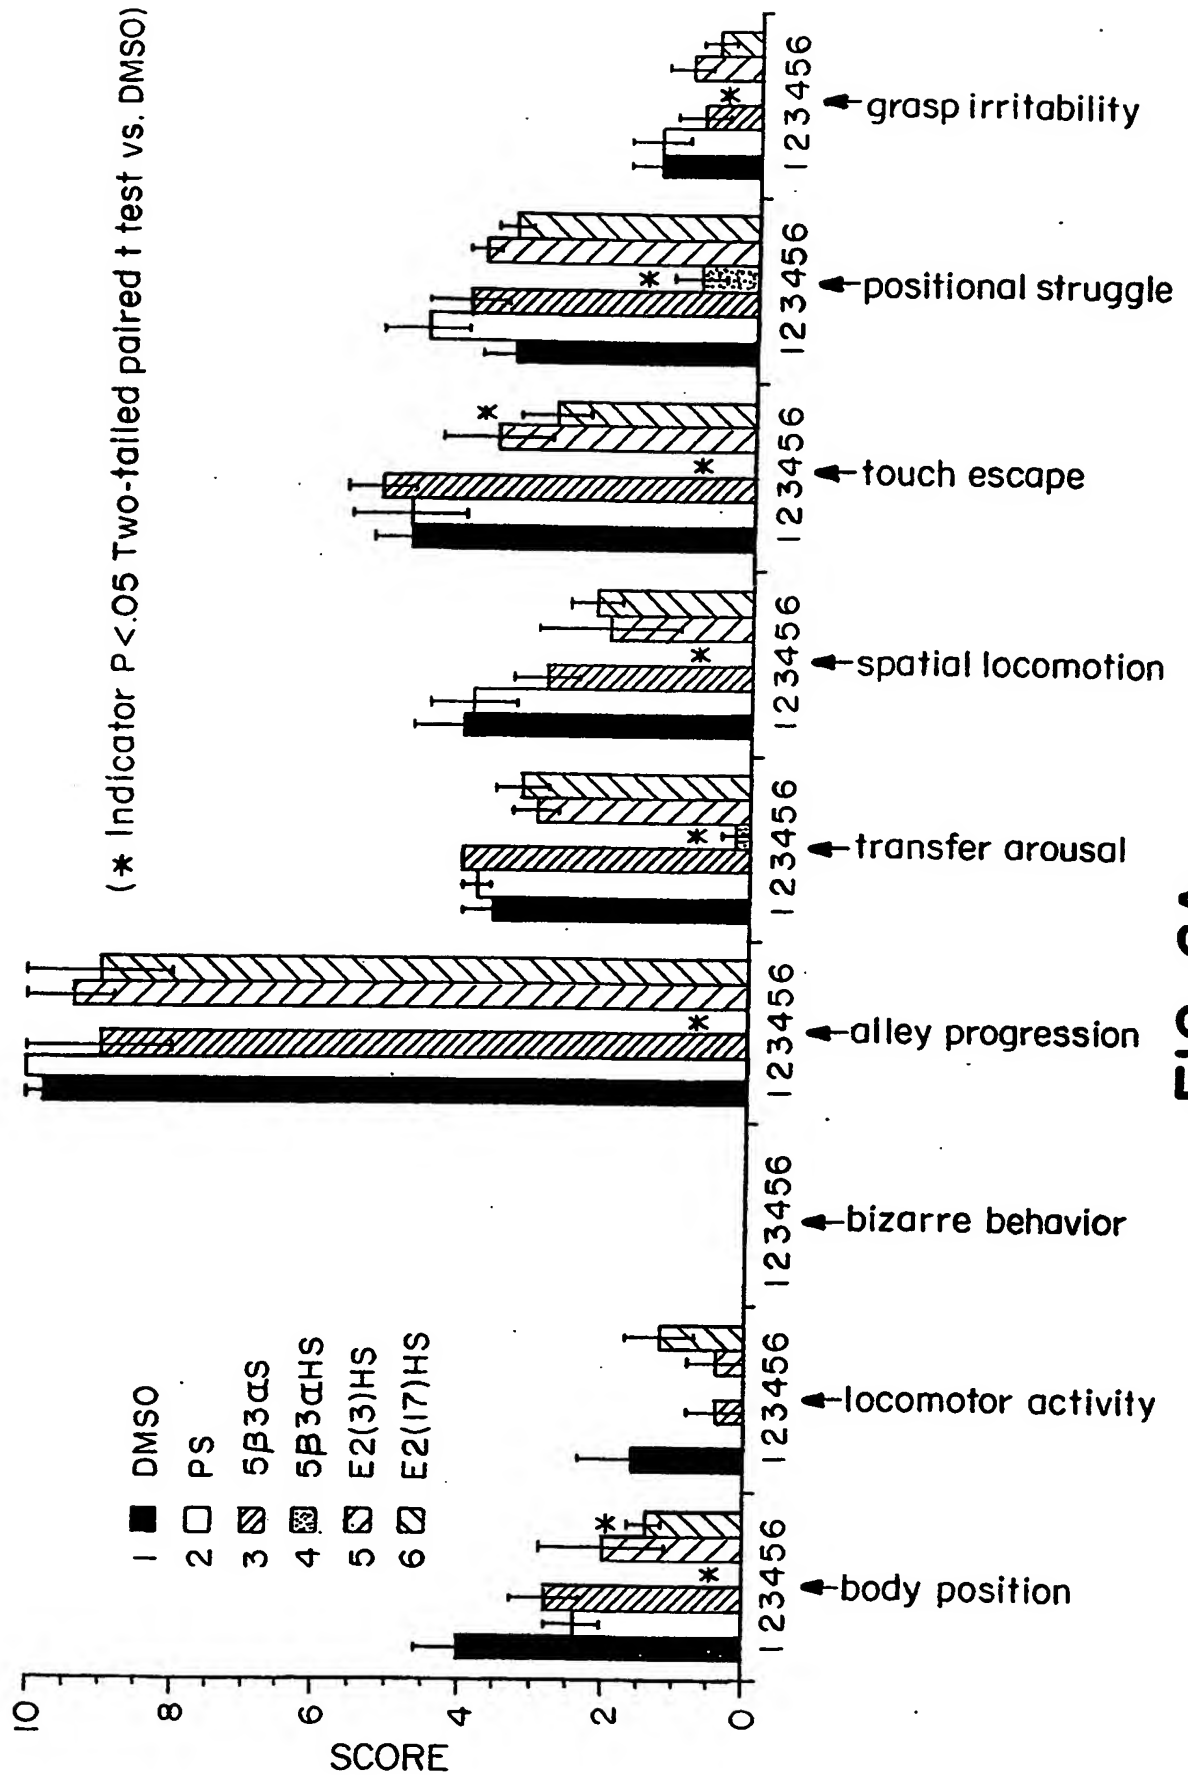 (* Indicator P<.05 Two-tailed paired t test vs. DMSO)
1 DMSO
2 PS
3 5β3αS
4 5β3αHS
5 E2(3)HS
6 E2(17)HS
SCORE
10
8
6
4
2
0
123456
123456
123456
123456
123456
123456
123456
123456
123456
body position
locomotor activity
bizarre behavior
alley progression
transfer arousal
spatial locomotion
touch escape
positional struggle
grasp irritability